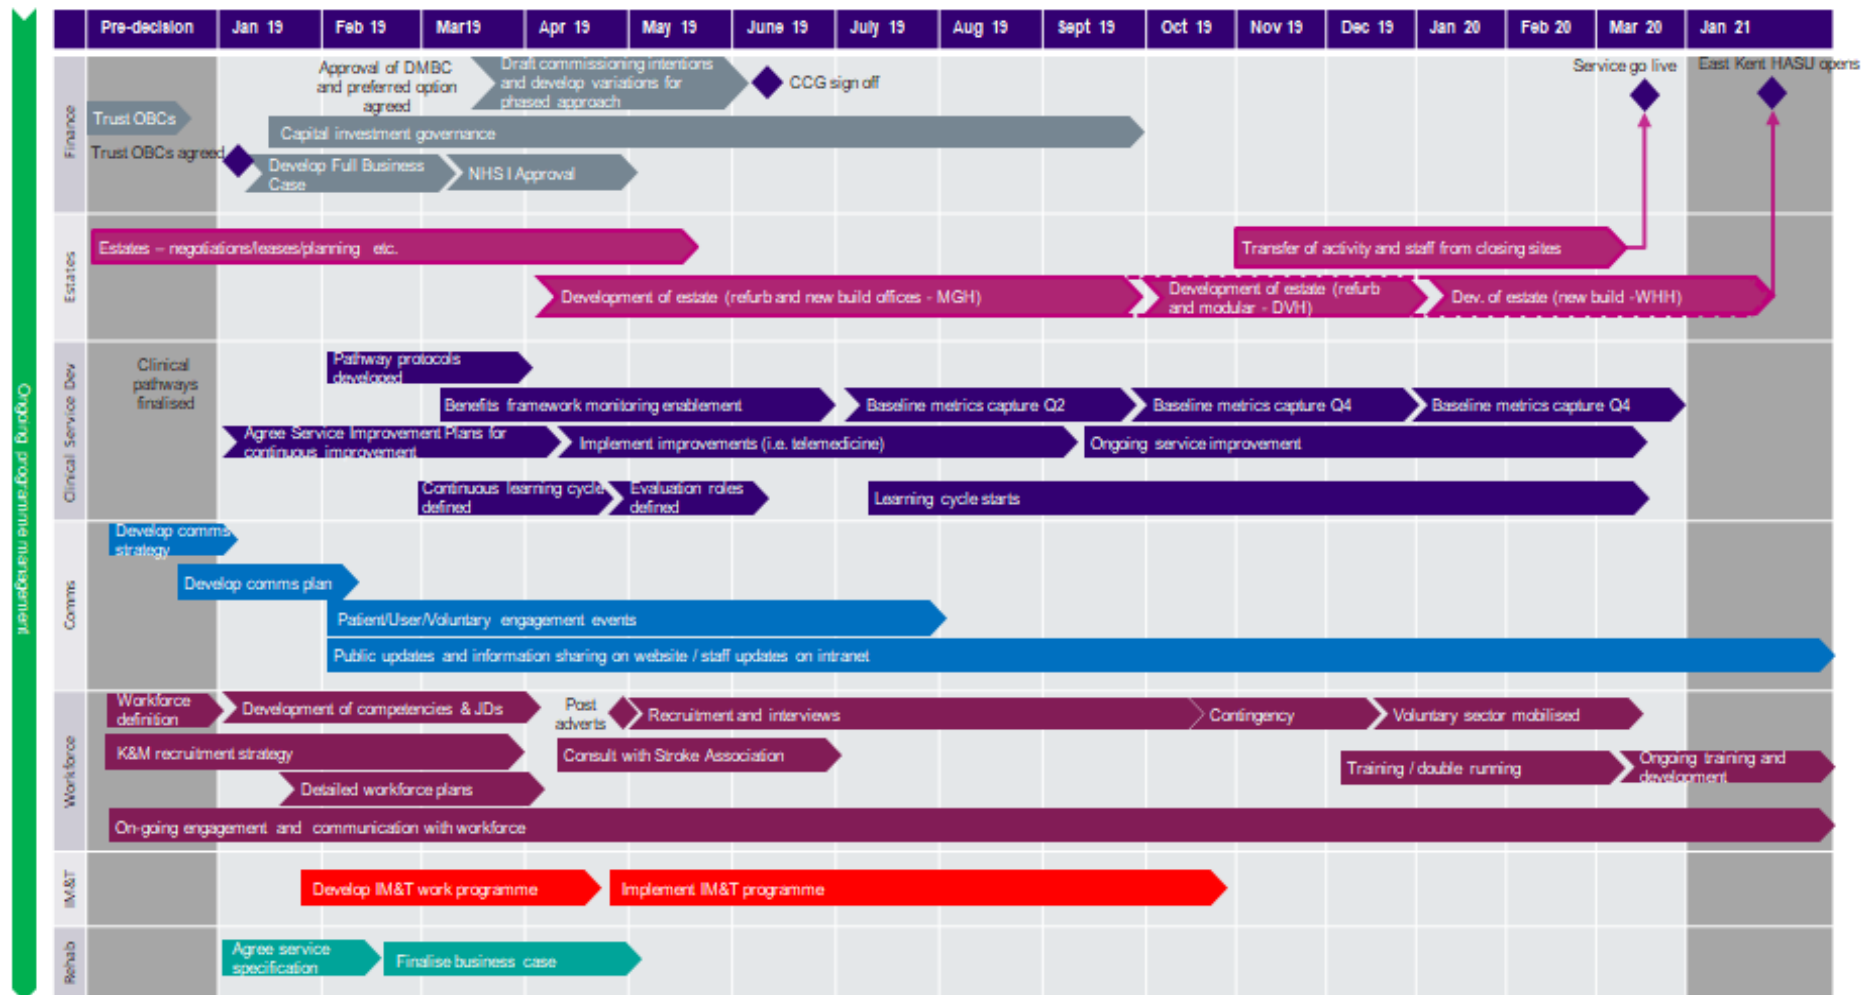 Pre-decision
Jan 19
Feb 19
Mar19
Apr 19
May 19
June 19
July 19
Aug 19
Sept 19
Oct 19
Nov 19
Dec 19
Jan 20
Feb 20
Mar 20
Jan 21
Ongoing programme management
Finance
Approval of DMBC
and preferred option
agreed
Draft commissioning intentions
and develop variations for
phased approach
CCG sign off
Service go live
East Kent HASU opens
Trust OBCs
Capital investment governance
Trust OBCs agreed
Develop Full Business
Case
NHS I Approval
Estates
Estates – negotiations/leases/planning etc.
Transfer of activity and staff from closing sites
Development of estate (refurb and new build offices - MGH)
Development of estate (refurb
and modular - DVH)
Dev. of estate (new build -WHH)
Clinical Service Dev
Clinical
pathways
finalised
Pathway protocols
developed
Benefits framework monitoring enablement
Baseline metrics capture Q2
Baseline metrics capture Q4
Baseline metrics capture Q4
Agree Service Improvement Plans for
continuous improvement
Implement improvements (i.e. telemedicine)
Ongoing service improvement
Continuous learning cycle
defined
Evaluation roles
defined
Learning cycle starts
Comms
Develop comms
strategy
Develop comms plan
Patient/User/Voluntary engagement events
Public updates and information sharing on website / staff updates on intranet
Workforce
Workforce
definition
Development of competencies & JDs
Post
adverts
Recruitment and interviews
Contingency
Voluntary sector mobilised
K&M recruitment strategy
Consult with Stroke Association
Training / double running
Ongoing training and
development
Detailed workforce plans
On-going engagement and communication with workforce
IM&T
Develop IM&T work programme
Implement IM&T programme
Rehab
Agree service
specification
Finalise business case